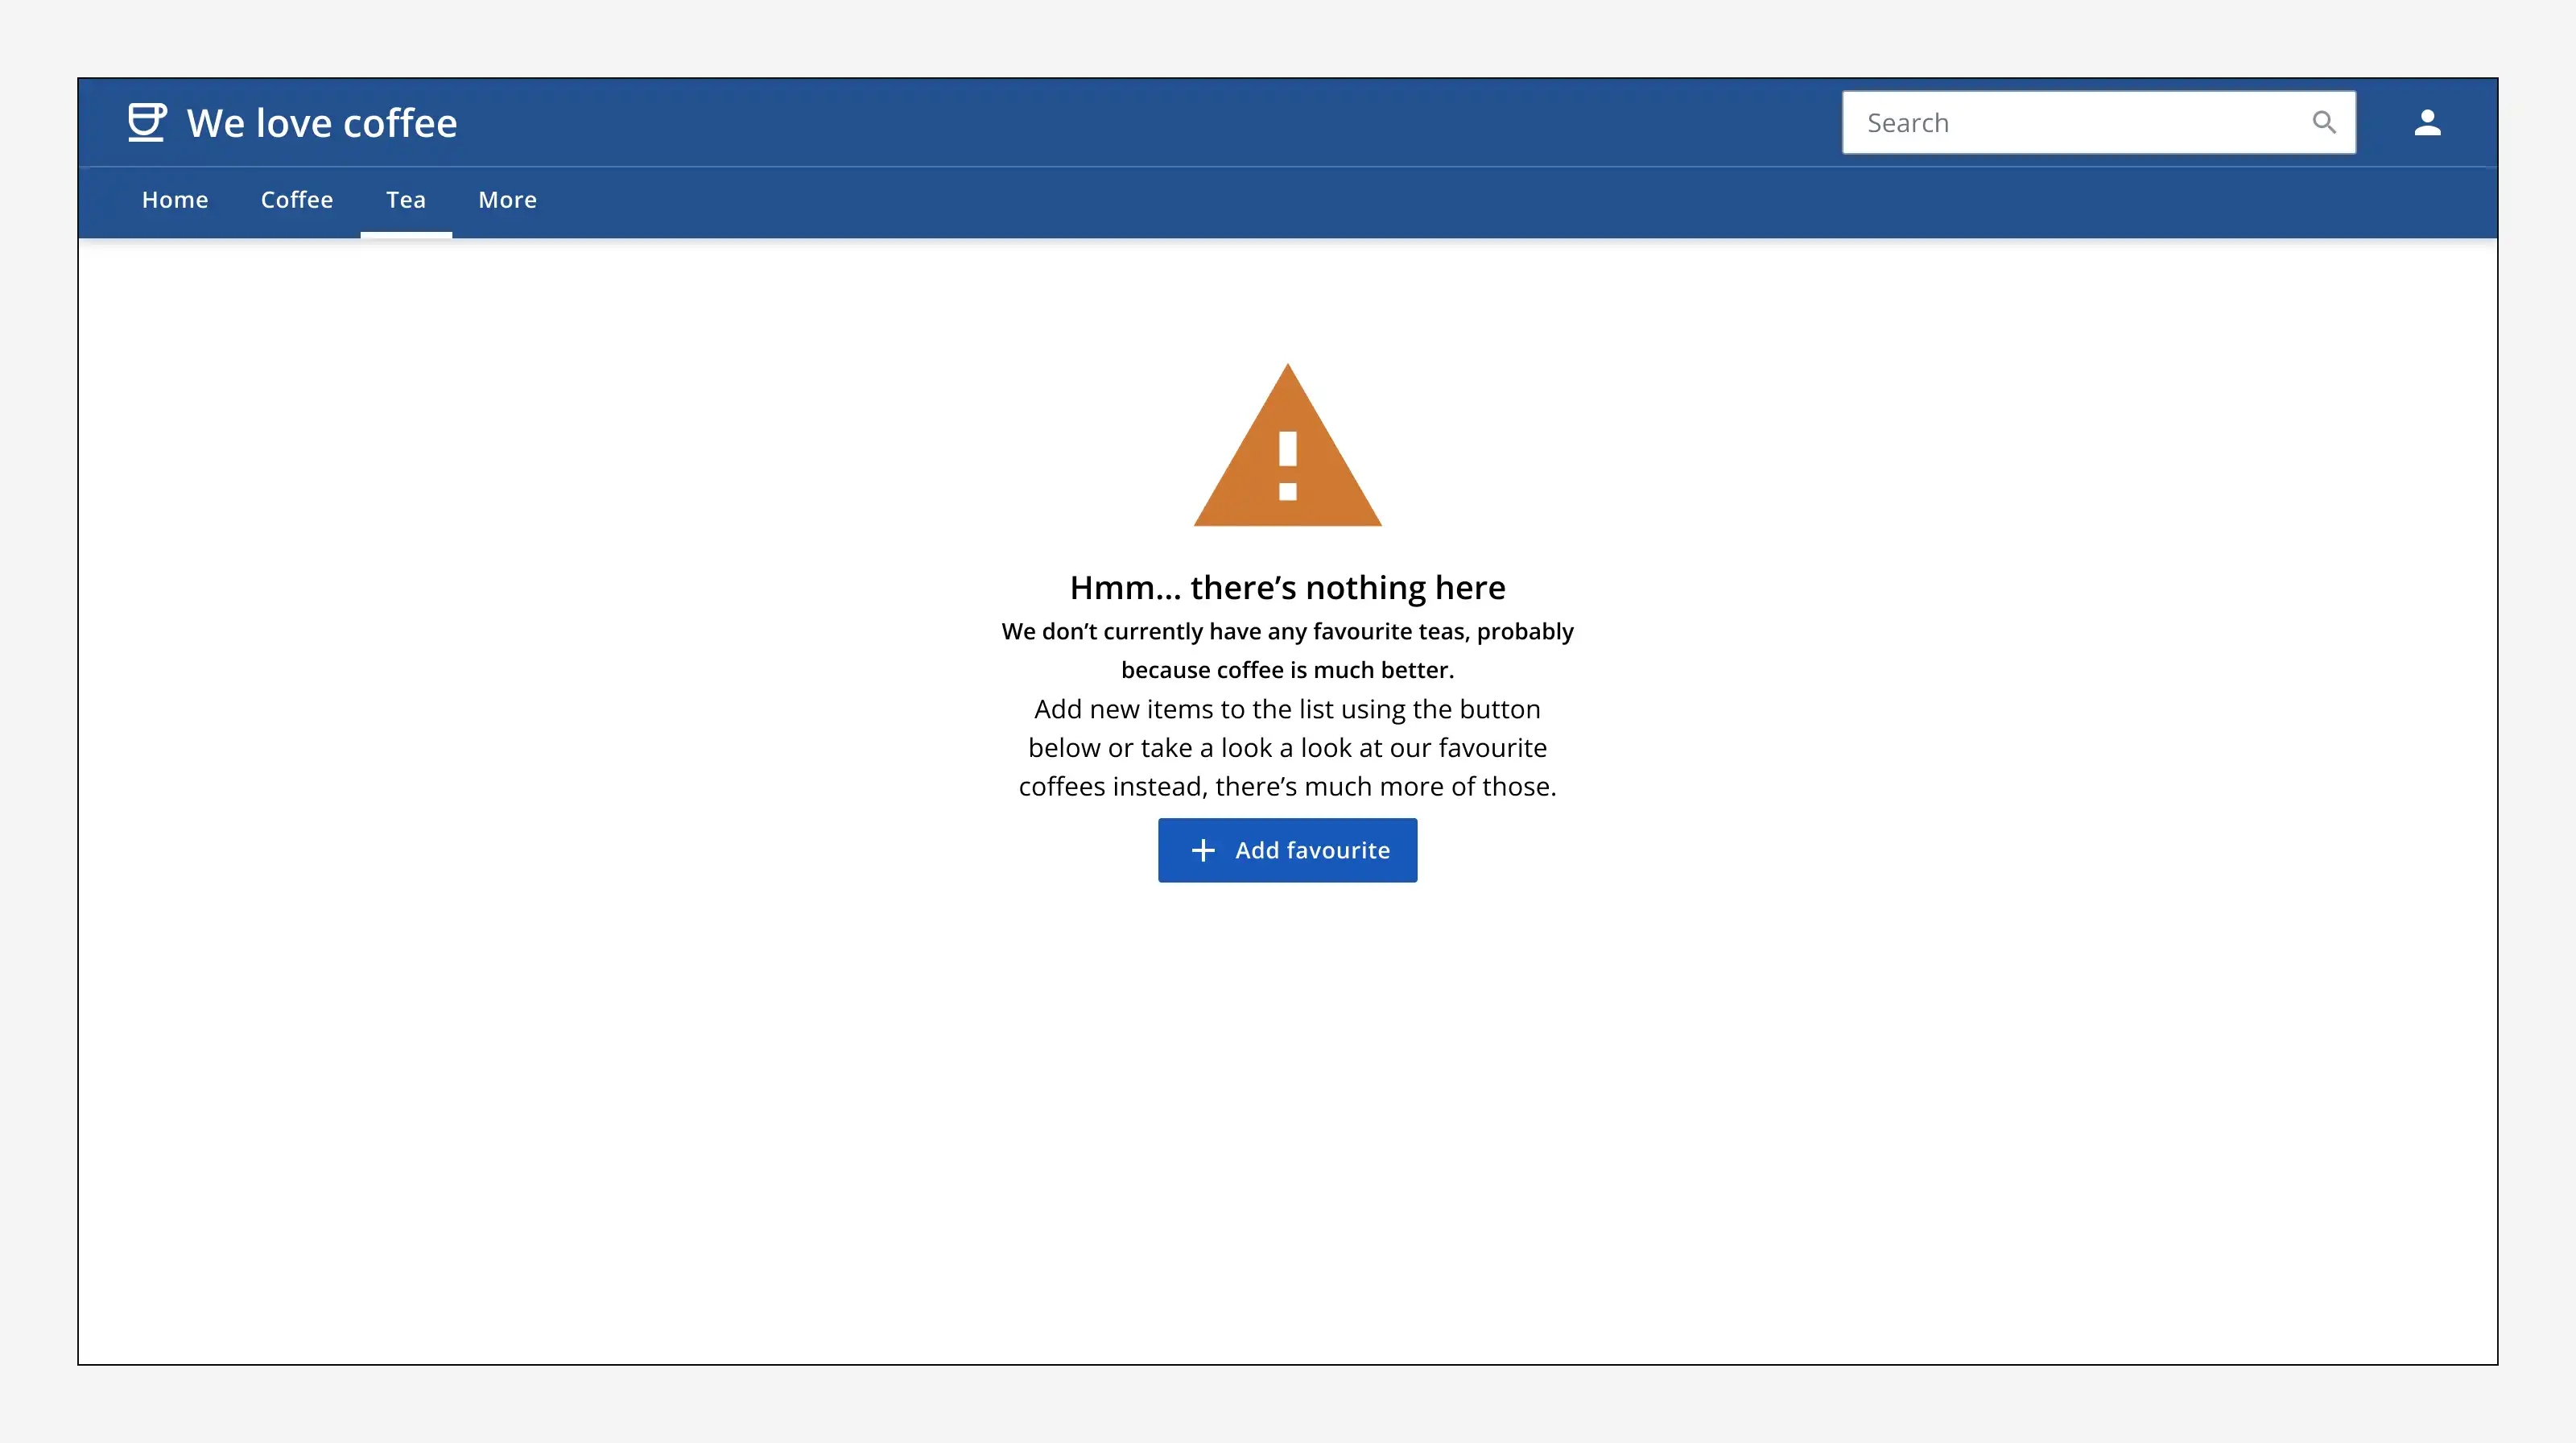 We love coffee
Search
Home
Coffee
Tea
More
Hmm... there’s nothing here
We don’t currently have any favourite teas, probably
because coffee is much better.
Add new items to the list using the button
below or take a look a look at our favourite
coffees instead, there’s much more of those.
Add favourite